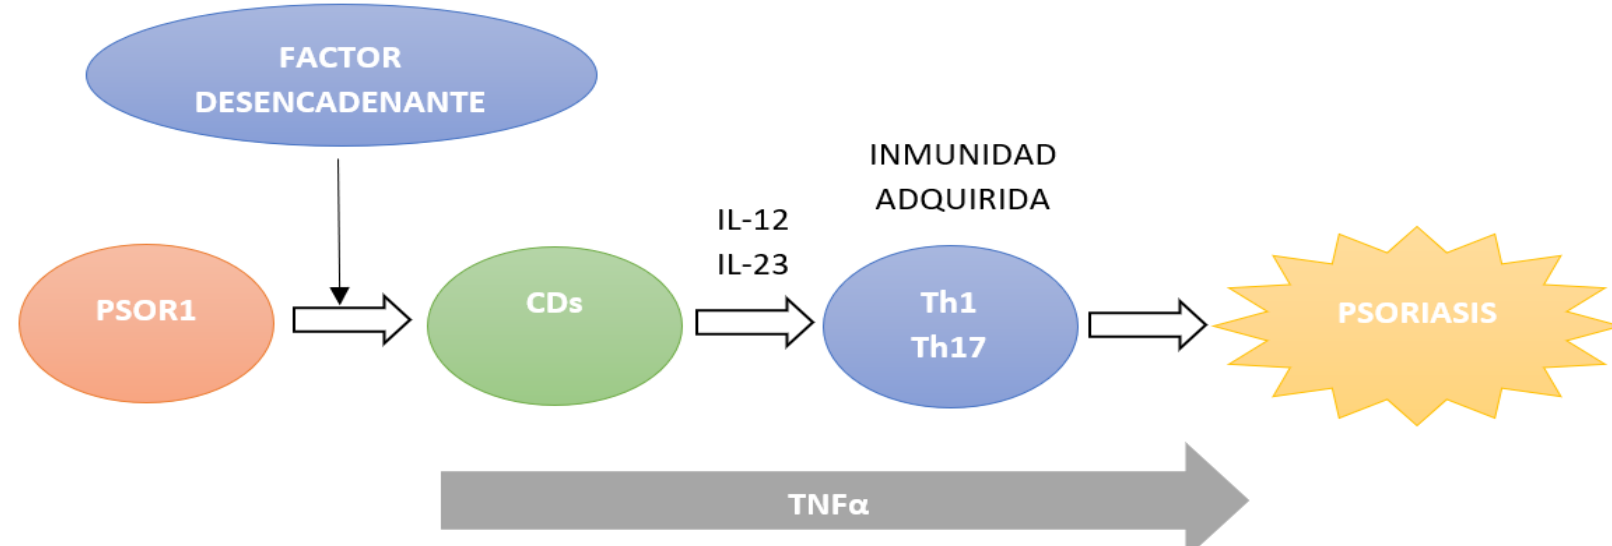 FACTOR
DESENCADENANTE
INMUNIDAD
ADQUIRIDA
IL-12
IL-23
PSOR1
CDs
Th1
Th17
PSORIASIS
TNFα